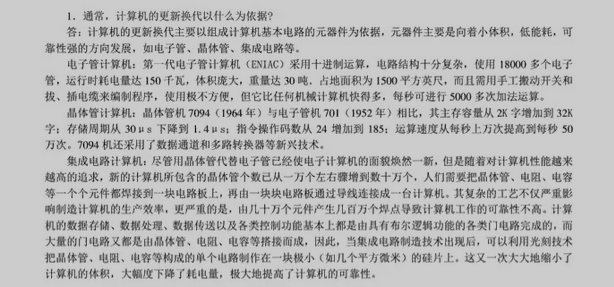 1. 通常，计算机的更新换代以什么为依据?
答：计算机的更新换代主要以组成计算机基本电路的元器件为依据，元器件主要是向着小体积，低能耗，可
靠性强的方向发展，如电子管、晶体管、集成电路等。
电子管计算机：第一代电子管计算机（ENIAC）采用十进制运算，电路结构十分复杂，使用 18000 多个电子
管，运行时耗电量达 150 千瓦，体积庞大，重量达 30 吨，占地面积为 1500 平方英尺，而且需用手工搬动开关和
拔、插电缆来编制程序，使用极不方便，但它比任何机械计算机快得多，每秒可进行 5000 多次加法运算。
晶体管计算机：晶体管机 7094（1964 年）与电子管机 701（1952 年）相比，其主存容量从 2K 字增加到 32K
字；存储周期从 30μs 下降到 1.4μs；指令操作码数从 24 增加到 185；运算速度从每秒上万次提高到每秒 50
万次。7094 机还采用了数据通道和多路转换器等新兴技术。
集成电路计算机：尽管用晶体管代替电子管已经使电子计算机的面貌焕然一新，但是随着对计算机性能越来
越高的追求，新的计算机所包含的晶体管个数已从一万个左右骤增到数十万个，人们需要把晶体管、电阻、电容
等一个个元件都焊接到一块电路板上，再由一块块电路板通过导线连接成一台计算机。其复杂的工艺不仅严重影
响制造计算机的生产效率，更严重的是，由几十万个元件产生几百万个焊点导致计算机工作的可靠性不高。计算
机的数据存储、数据处理、数据传送以及各类控制功能基本上都是由具有布尔逻辑功能的各类门电路完成的，而
大量的门电路又都是由晶体管、电阻、电容等搭接而成，因此，当集成电路制造技术出现后，可以利用光刻技术
把晶体管、电阻、电容等构成的单个电路制作在一块极小（如几个平方微米）的硅片上。这又一次大大地缩小了
计算机的体积，大幅度下降了耗电量，极大地提高了计算机的可靠性。